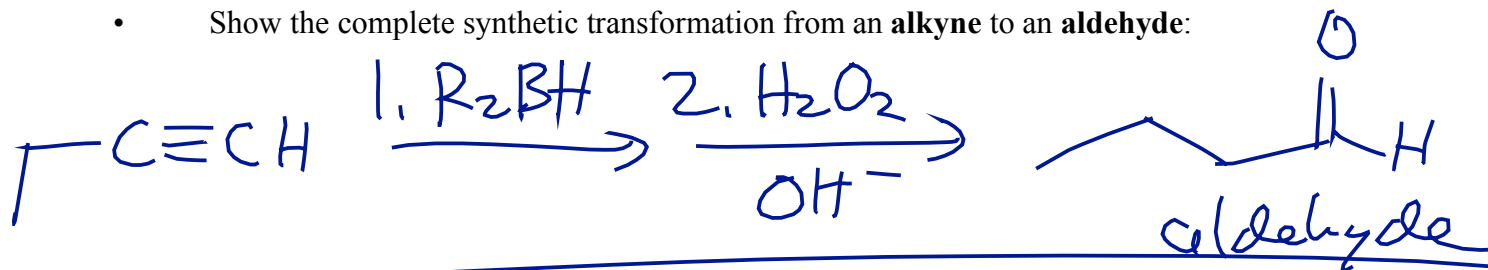 • Show the complete synthetic transformation from an alkyne to an aldehyde:
O
1. R₂BH 2. H₂O₂
C≡CH H
OH⁻
aldehyde